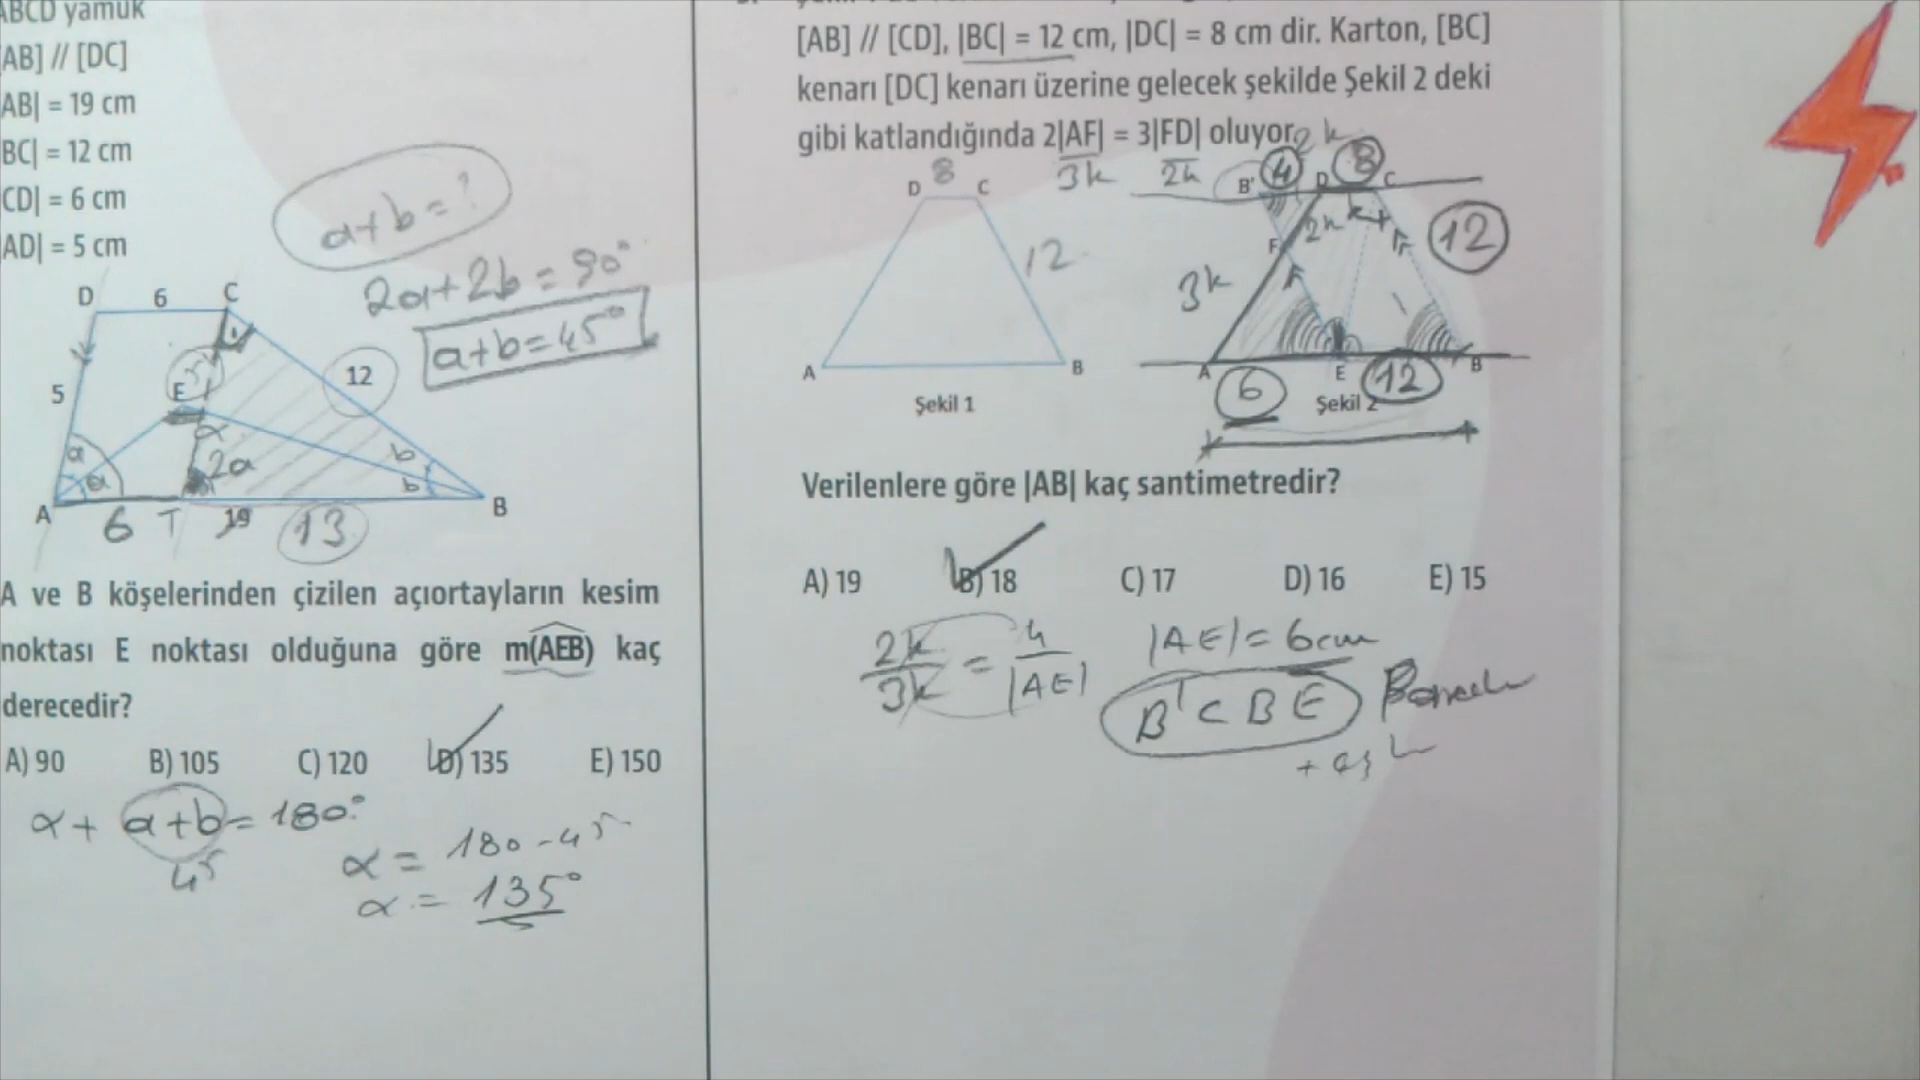 ABCD yamuk
[AB] // [DC]
|AB| = 19 cm
|BC| = 12 cm
|CD| = 6 cm
|AD| = 5 cm
a+b=?
2a+2b=90°
a+b=45°
D 6 C
5 E 12
α
a 2a b
a b
A 6 T 19 13 B
A ve B köşelerinden çizilen açıortayların kesim
noktası E noktası olduğuna göre m(AEB) kaç
derecedir?
A) 90 B) 105 C) 120 D) 135 E) 150
α + a+b = 180°
45
α = 180-45
α = 135°
[AB] // [CD], |BC| = 12 cm, |DC| = 8 cm dir. Karton, [BC]
kenarı [DC] kenarı üzerine gelecek şekilde Şekil 2 deki
gibi katlandığında 2|AF| = 3|FD| oluyor.
3k 2k
D 8 C
12
A B
Şekil 1
2k
B' 4 D 8 C
F 2k 12
3k
A E B
6 12
Şekil 2
Verilenlere göre |AB| kaç santimetredir?
A) 19 B) 18 C) 17 D) 16 E) 15
2k/3k = 4/|AE| |AE| = 6cm
B'CBE